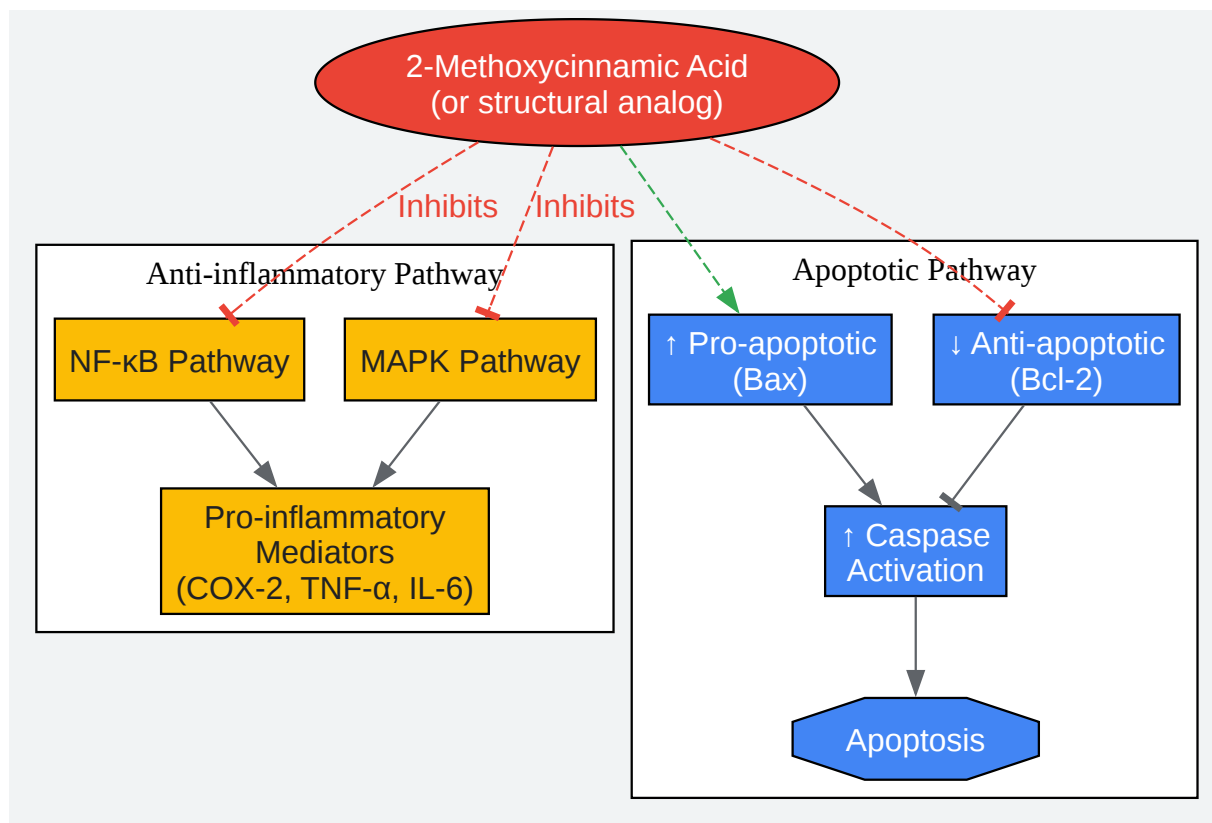 2-Methoxycinnamic Acid
(or structural analog)
Inhibits
Inhibits
Anti-inflammatory Pathway
NF-κB Pathway
MAPK Pathway
Pro-inflammatory
Mediators
(COX-2, TNF-α, IL-6)
Apoptotic Pathway
↑ Pro-apoptotic
(Bax)
↓ Anti-apoptotic
(Bcl-2)
↑ Caspase
Activation
Apoptosis